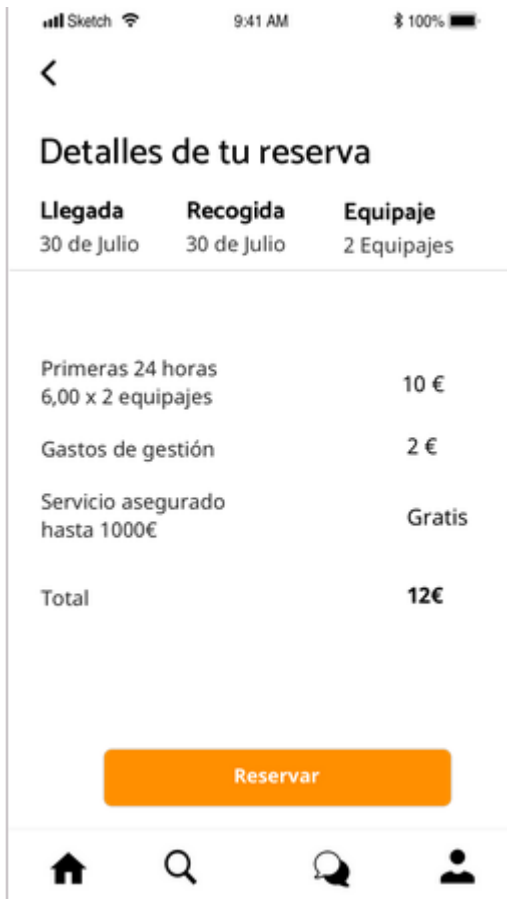 Sketch 9:41 AM 100%
Detalles de tu reserva
Llegada Recogida Equipaje
30 de Julio 30 de Julio 2 Equipajes
Primeras 24 horas
6,00 x 2 equipajes 10 €
Gastos de gestión 2 €
Servicio asegurado
hasta 1000€ Gratis
Total 12€
Reservar